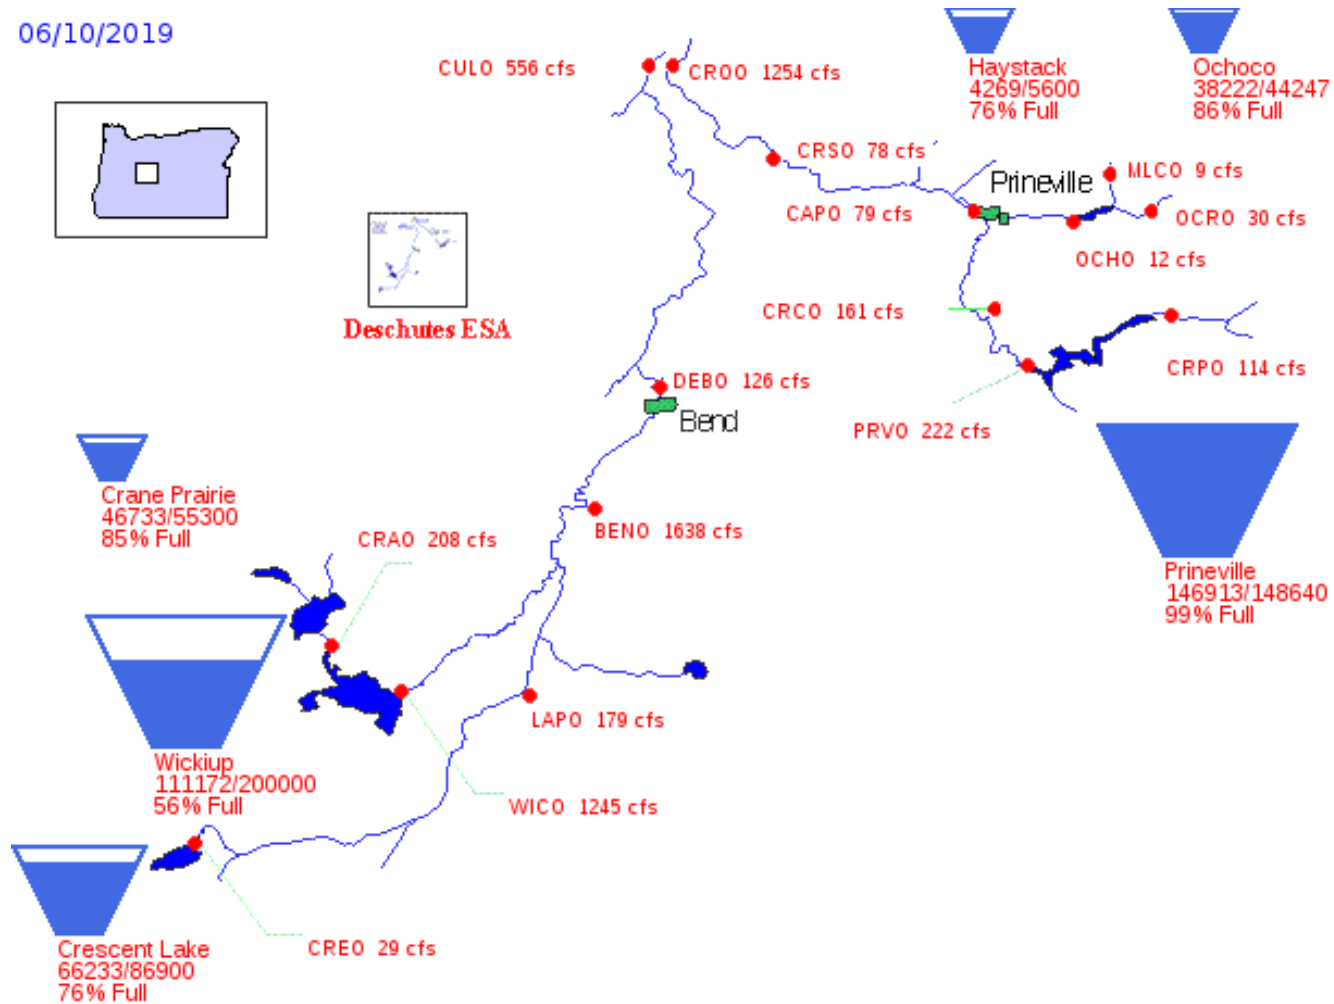 06/10/2019
CULO 556 cfs
CROO 1254 cfs
Haystack
4269/5600
76% Full
Ochoco
38222/44247
86% Full
CRSO 78 cfs
Prineville
MLCO 9 cfs
CAPO 79 cfs
OCRO 30 cfs
OCHO 12 cfs
CRCO 161 cfs
Deschutes ESA
CRPO 114 cfs
DEBO 126 cfs
Bend
PRVO 222 cfs
Crane Prairie
46733/55300
85% Full
CRAO 208 cfs
BENO 1638 cfs
Prineville
146913/148640
99% Full
LAPO 179 cfs
Wickiup
111172/200000
56% Full
WICO 1245 cfs
Crescent Lake
66233/86900
76% Full
CREO 29 cfs